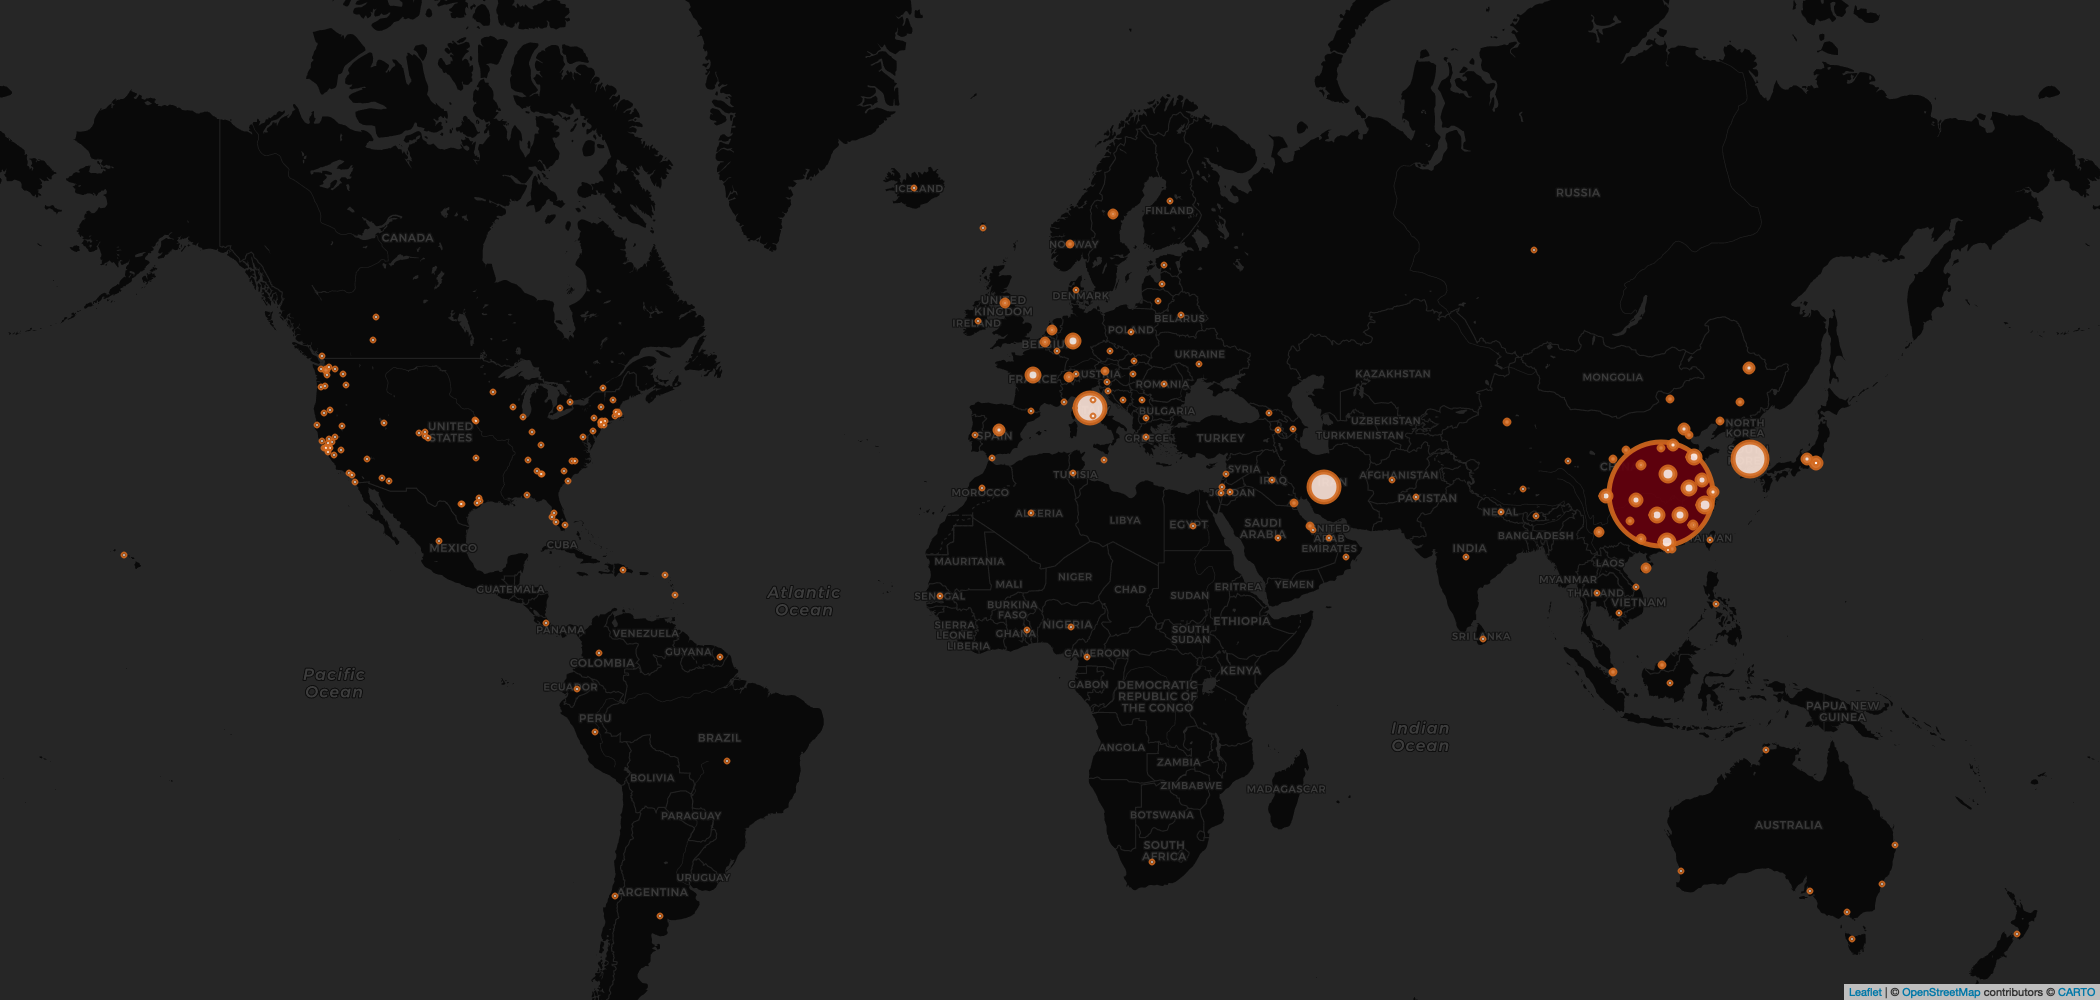 ICELAND
RUSSIA
FINLAND
CANADA
NORWAY
UNITED
KINGDOM
DENMARK
IRELAND
BELARUS
POLAND
UKRAINE
FRANCE
AUSTRIA
ROMANIA
KAZAKHSTAN
MONGOLIA
BULGARIA
UNITED
STATES
SPAIN
GREECE
TURKEY
UZBEKISTAN
TURKMENISTAN
NORTH
KOREA
TUNISIA
SYRIA
IRAQ
AFGHANISTAN
MOROCCO
JORDAN
PAKISTAN
ALGERIA
LIBYA
EGYPT
SAUDI
ARABIA
UNITED
ARAB
EMIRATES
NEPAL
BANGLADESH
TAIWAN
MEXICO
CUBA
INDIA
MAURITANIA
LAOS
GUATEMALA
Atlantic
Ocean
MALI
NIGER
CHAD
SUDAN
ERITREA
YEMEN
MYANMAR
THAILAND
VIETNAM
SENEGAL
BURKINA
FASO
SIERRA
LEONE
LIBERIA
GHANA
NIGERIA
SOUTH
SUDAN
ETHIOPIA
SRI LANKA
PANAMA
VENEZUELA
GUYANA
COLOMBIA
CAMEROON
KENYA
Pacific
Ocean
ECUADOR
GABON
DEMOCRATIC
REPUBLIC OF
THE CONGO
PAPUA NEW
GUINEA
PERU
BRAZIL
Indian
Ocean
ANGOLA
ZAMBIA
BOLIVIA
ZIMBABWE
MADAGASCAR
PARAGUAY
BOTSWANA
AUSTRALIA
SOUTH
AFRICA
URUGUAY
ARGENTINA
Leaflet | © OpenStreetMap contributors © CARTO